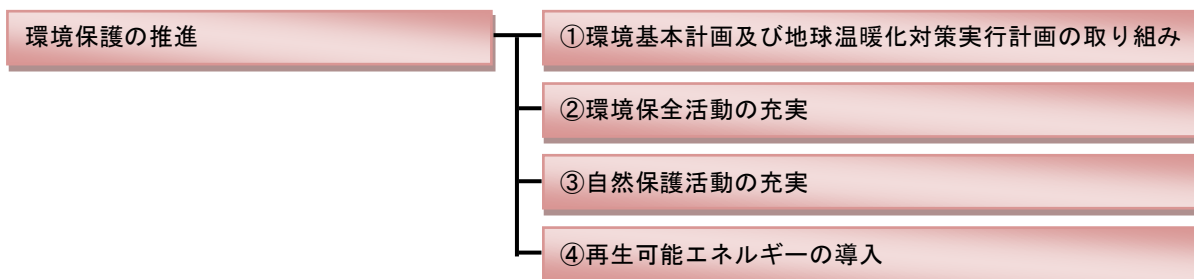 環境保護の推進
①環境基本計画及び地球温暖化対策実行計画の取り組み
②環境保全活動の充実
③自然保護活動の充実
④再生可能エネルギーの導入